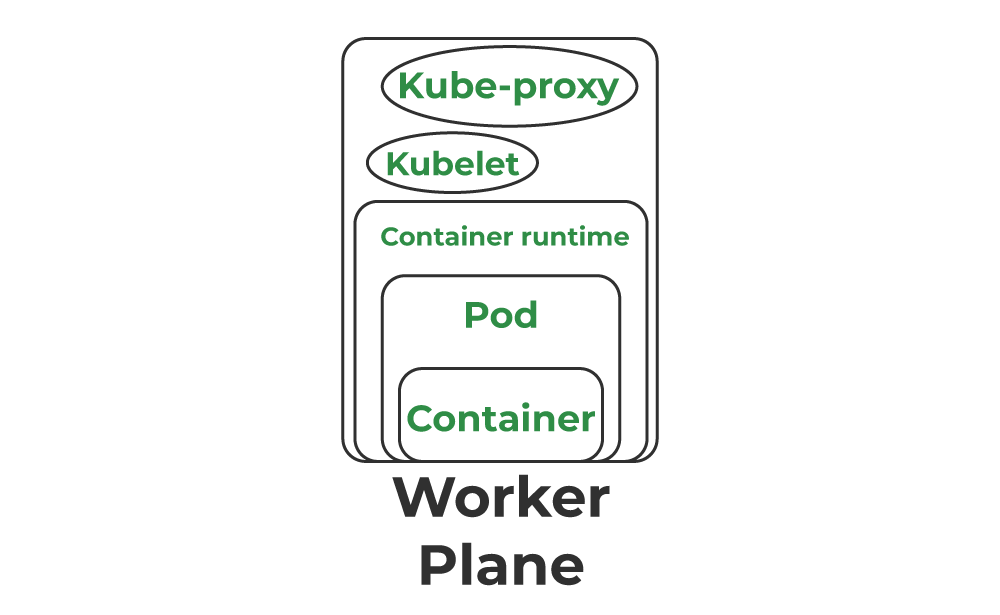 Kube-proxy
Kubelet
Container runtime
Pod
Container
Worker
Plane